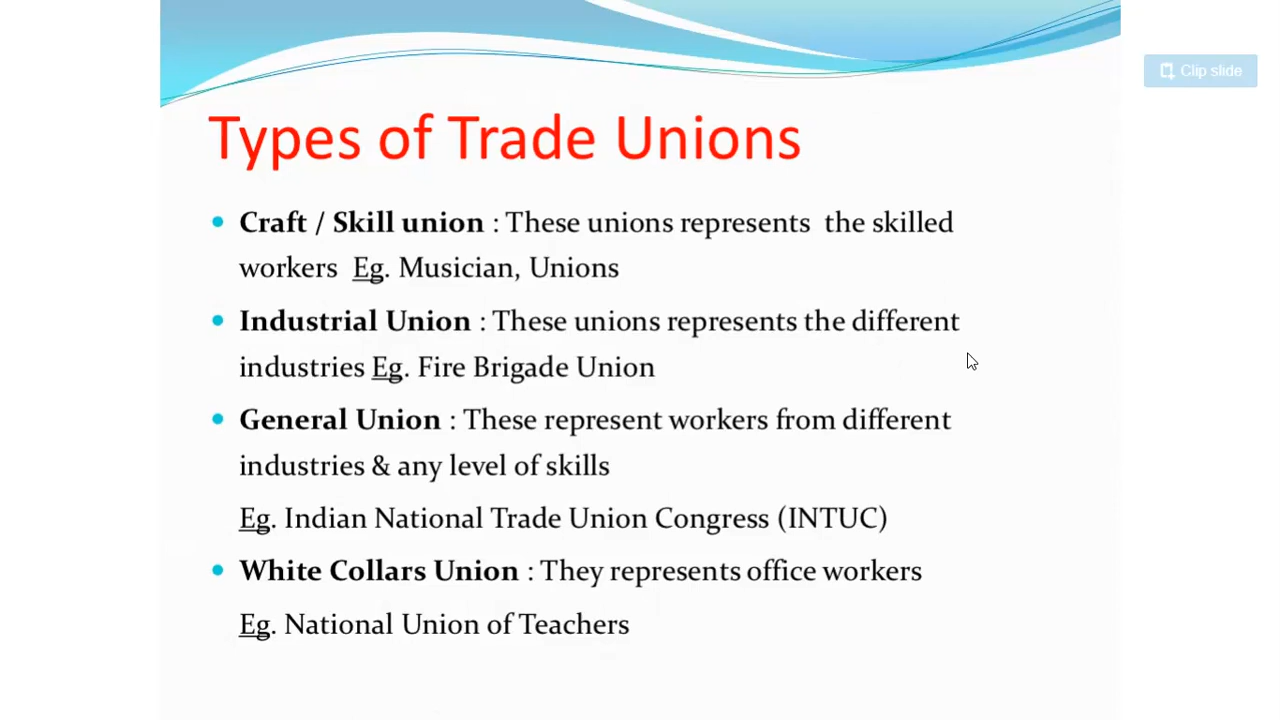 Clip slide
Types of Trade Unions
• Craft / Skill union : These unions represents the skilled
workers Eg. Musician, Unions
• Industrial Union : These unions represents the different
industries Eg. Fire Brigade Union
• General Union : These represent workers from different
industries & any level of skills
Eg. Indian National Trade Union Congress (INTUC)
• White Collars Union : They represents office workers
Eg. National Union of Teachers